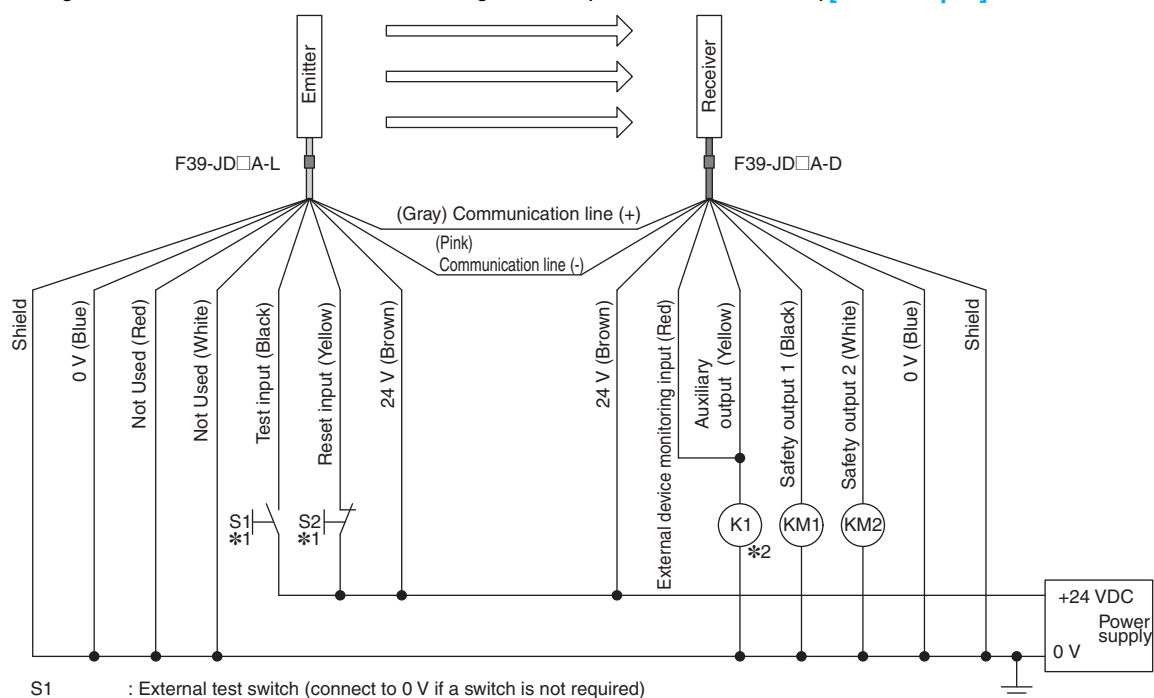 Emitter
Receiver
F39-JD□A-L
F39-JD□A-D
(Gray) Communication line (+)
(Pink)
Communication line (-)
Shield
0 V (Blue)
Not Used (Red)
Not Used (White)
Test input (Black)
Reset input (Yellow)
24 V (Brown)
24 V (Brown)
External device monitoring input (Red)
Auxiliary
output (Yellow)
Safety output 1 (Black)
Safety output 2 (White)
0 V (Blue)
Shield
S1
*1
S2
*1
K1
*2
KM1
KM2
+24 VDC
Power
supply
0 V
S1 : External test switch (connect to 0 V if a switch is not required)